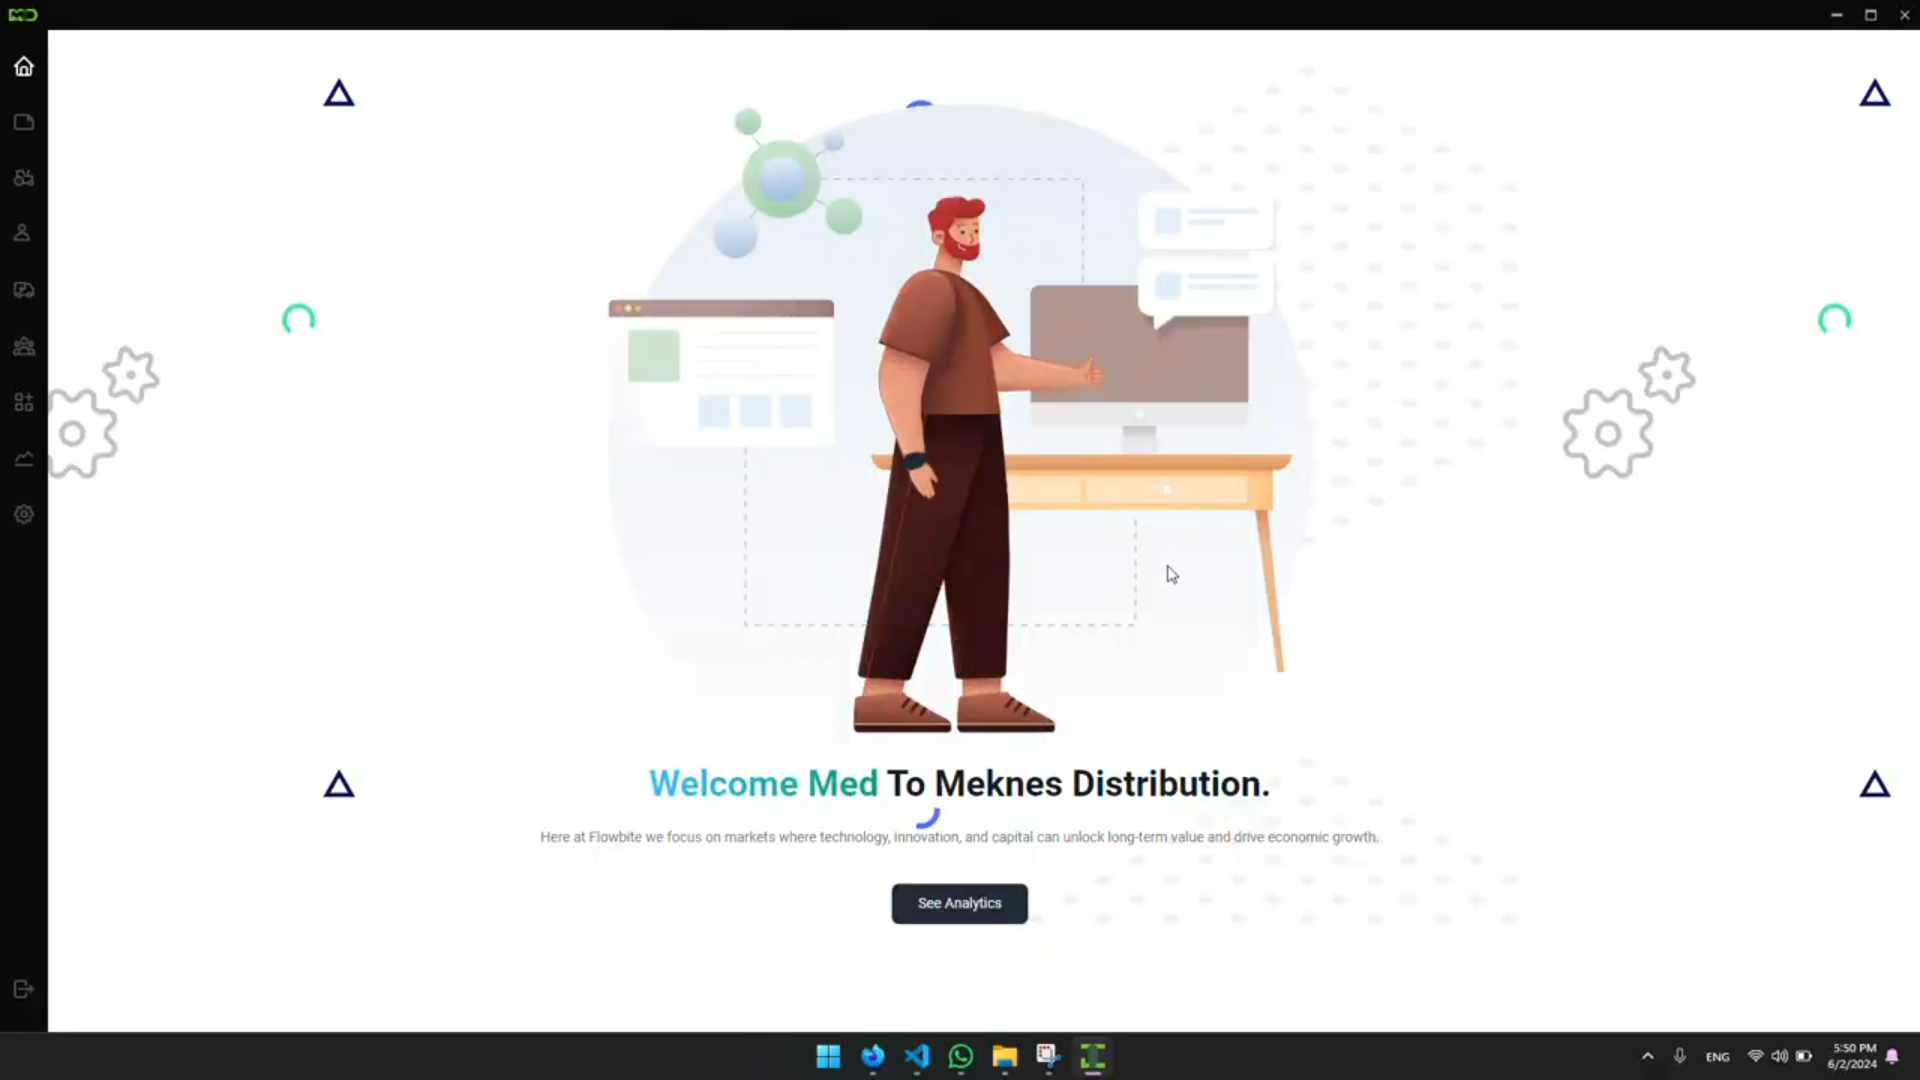 MD
Welcome Med To Meknes Distribution.
Here at Flowbite we focus on markets where technology, innovation, and capital can unlock long-term value and drive economic growth.
See Analytics
ENG
5:50 PM
6/2/2024